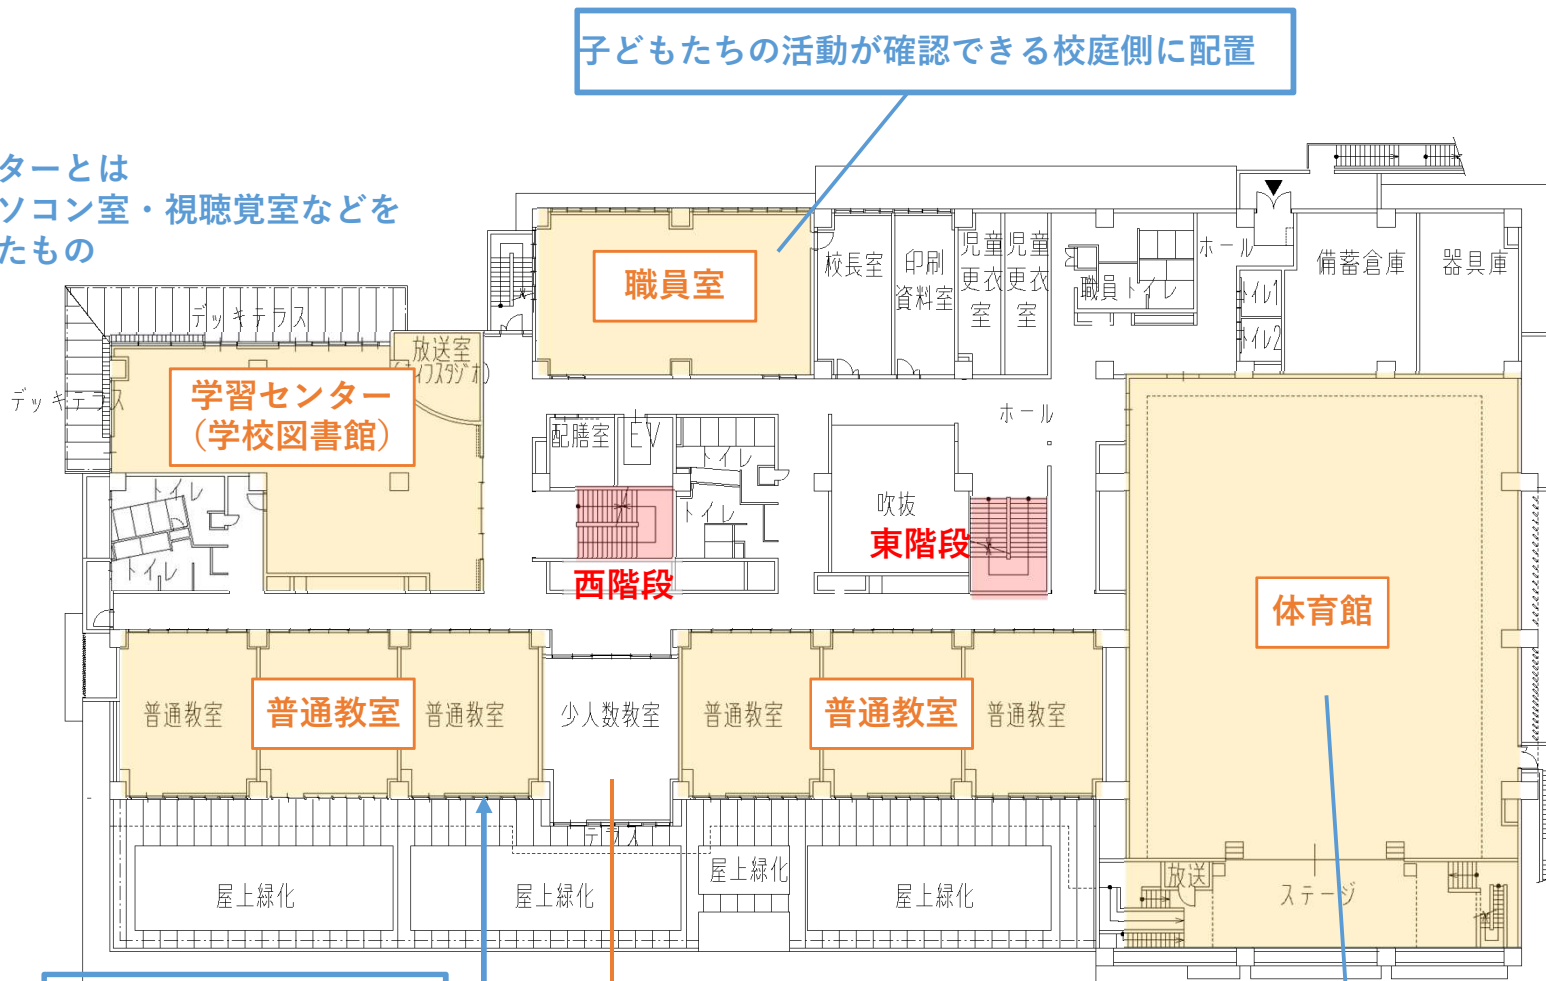 子どもたちの活動が確認できる校庭側に配置
ターとは
ソコン室・視聴覚室などを
たもの
デッキテラス
デッキテラス
放送室
学習センター
（学校図書館）
職員室
校長室
印刷
資料室
児童
更衣
室
児童
更衣
室
職員トイレ
ホール
トイレ1
トイレ2
備蓄倉庫
器具庫
配膳室
EV
トイレ
トイレ
トイレ
トイレ
西階段
吹抜
東階段
ホール
体育館
普通教室
普通教室
普通教室
少人数教室
普通教室
普通教室
普通教室
テラス
屋上緑化
屋上緑化
屋上緑化
屋上緑化
放送
ステージ